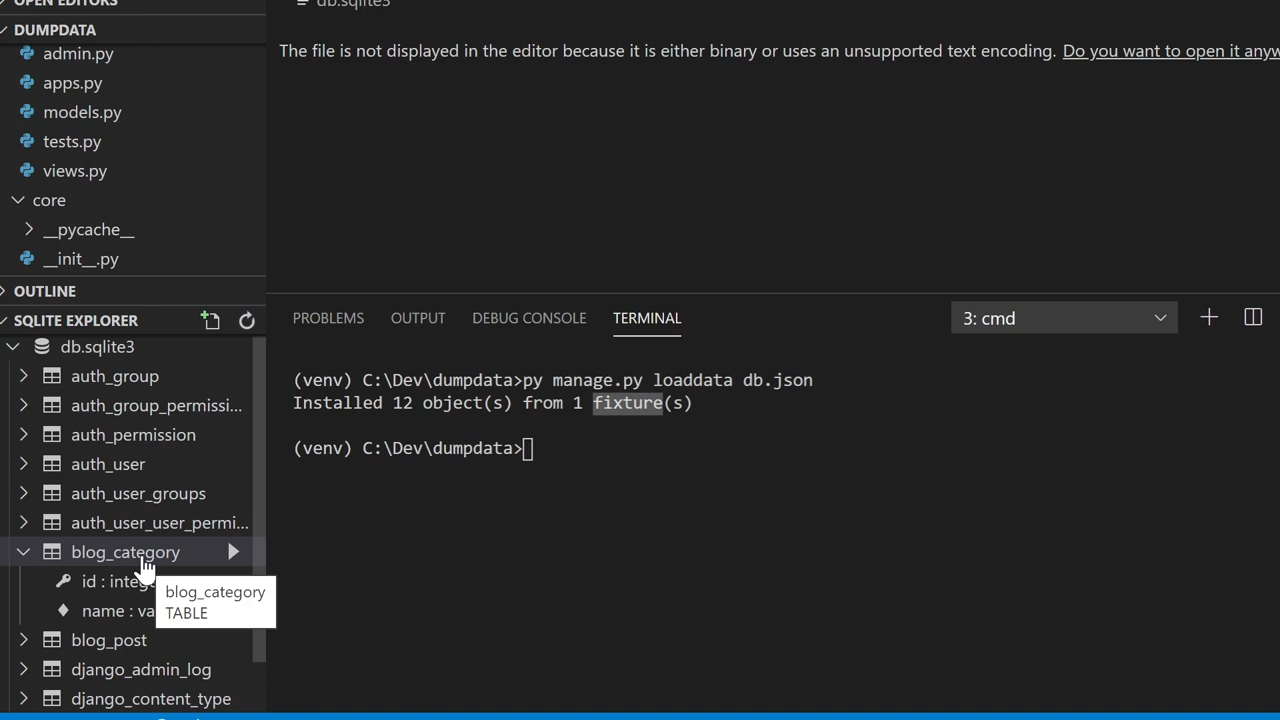 OPEN EDITORS
DUMPDATA
admin.py
apps.py
models.py
tests.py
views.py
core
__pycache__
__init__.py
OUTLINE
SQLITE EXPLORER
db.sqlite3
auth_group
auth_group_permissi...
auth_permission
auth_user
auth_user_groups
auth_user_user_permi...
blog_category
id : integ
name : va
blog_category
TABLE
blog_post
django_admin_log
django_content_type
db.sqlite3
The file is not displayed in the editor because it is either binary or uses an unsupported text encoding. Do you want to open it anyw
PROBLEMS OUTPUT DEBUG CONSOLE TERMINAL 3: cmd
(venv) C:\Dev\dumpdata>py manage.py loaddata db.json
Installed 12 object(s) from 1 fixture(s)
(venv) C:\Dev\dumpdata>